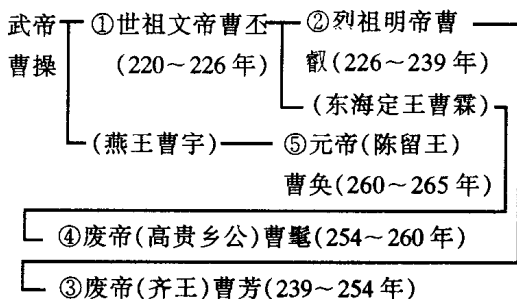 武帝 ①世祖文帝曹丕 ②烈祖明帝曹
曹操 (220~226年) 叡(226~239年)
(东海定王曹霖)
(燕王曹宇) ⑤元帝(陈留王)
曹奂(260~265年)
④废帝(高贵乡公)曹髦(254~260年)
③废帝(齐王)曹芳(239~254年)